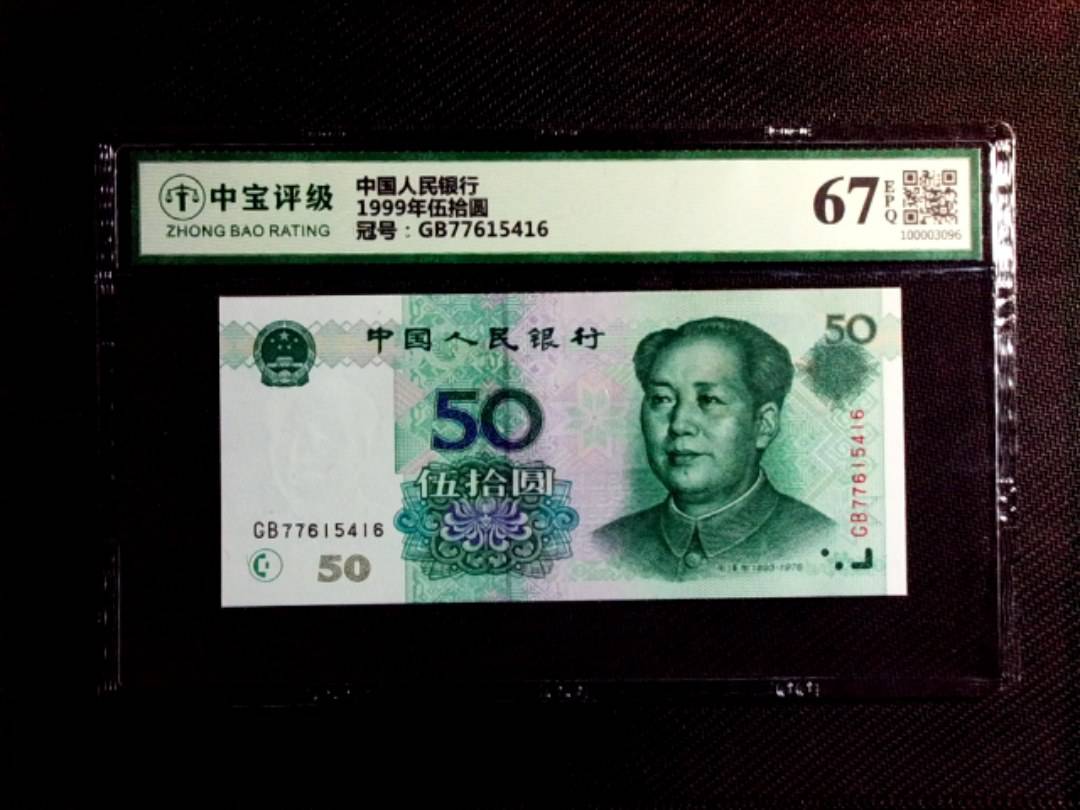 中宝评级
ZHONG BAO RATING
中国人民银行
1999年伍拾圆
冠号：GB77615416
67
EPQ
100003096
中国人民银行
50
50
伍拾圆
GB77615416
50
GB77615416
1893-1976